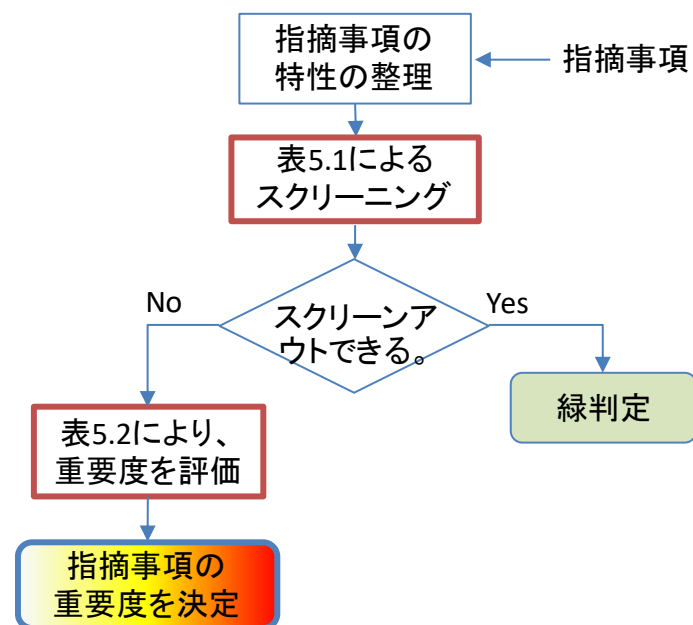 指摘事項の
特性の整理
指摘事項
表5.1による
スクリーニング
No
Yes
スクリーンア
ウトできる。
緑判定
表5.2により、
重要度を評価
指摘事項の
重要度を決定